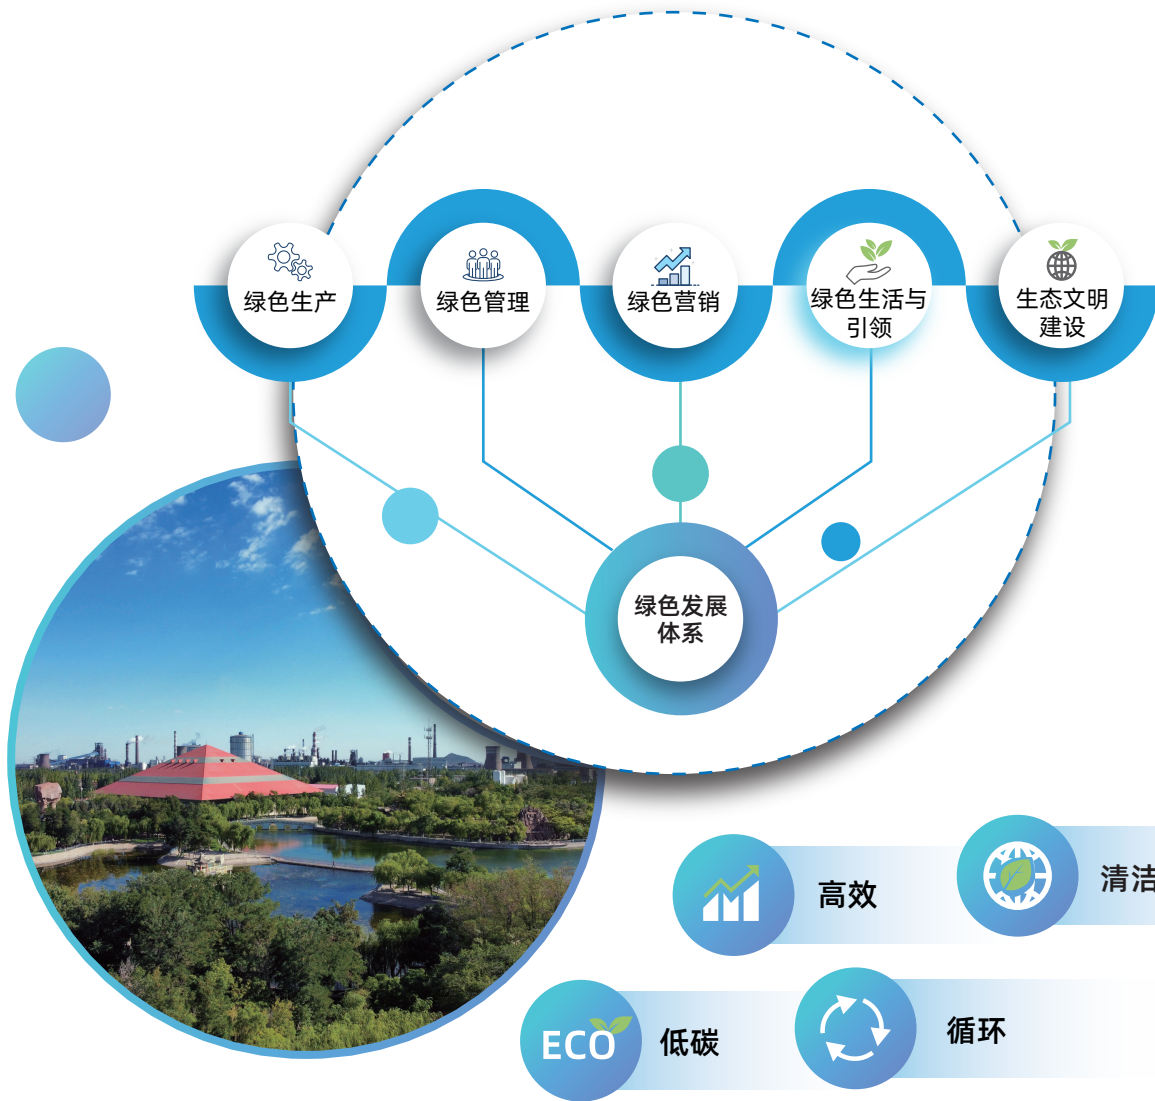 绿色生产
绿色管理
绿色营销
绿色生活与
引领
生态文明
建设
绿色发展
体系
高效
清洁
ECO
低碳
循环